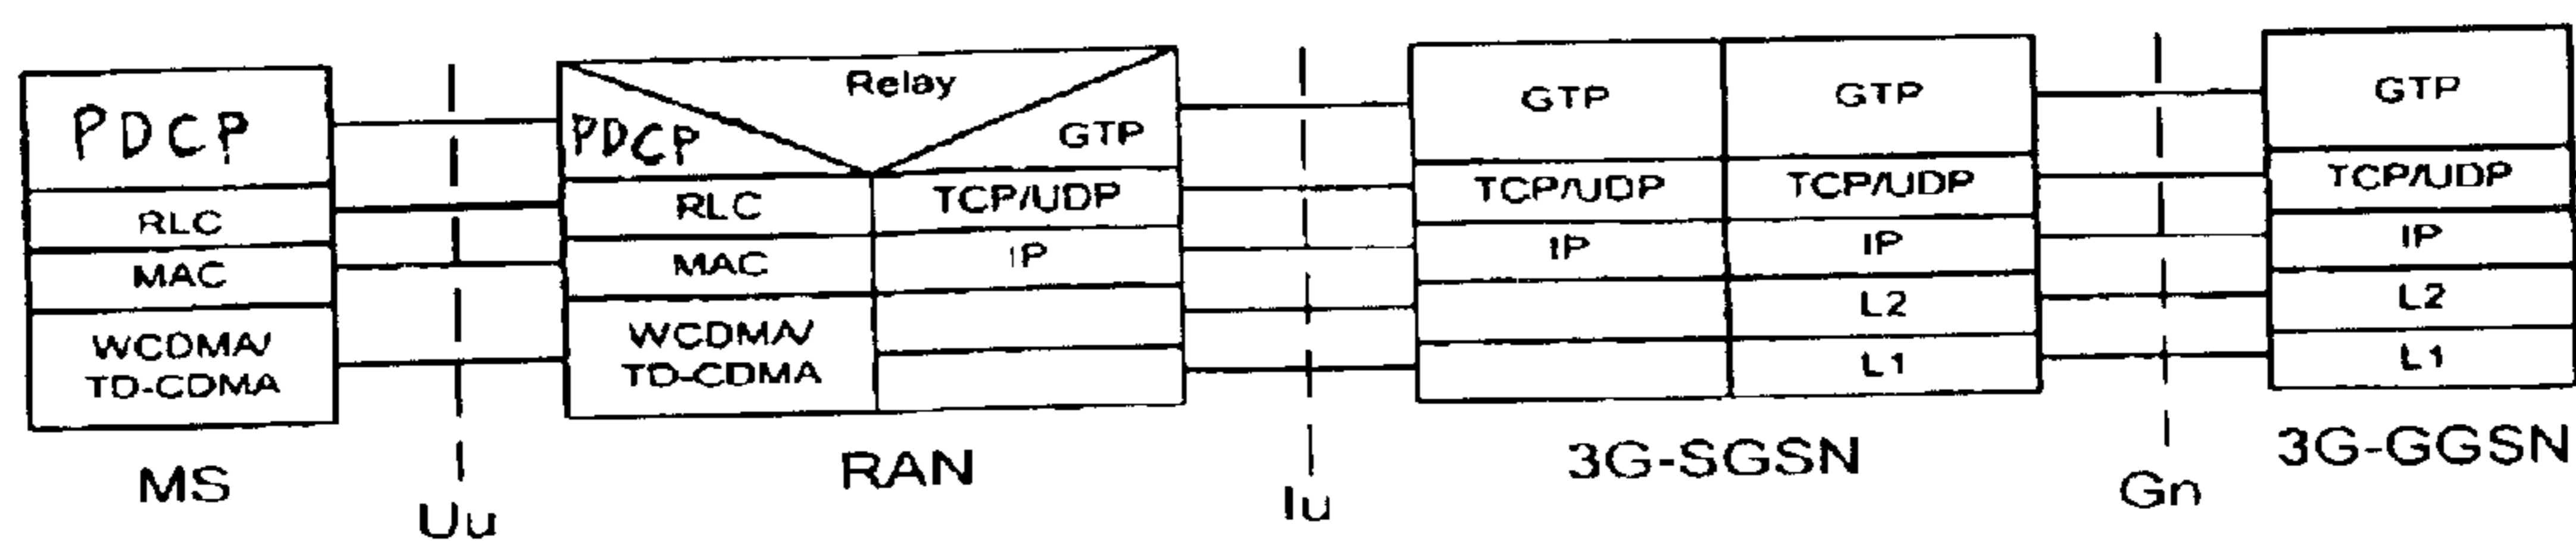 PDCP
RLC
MAC
WCDMA/
TD-CDMA
MS
Uu
Relay
PDCP
GTP
RLC
TCP/UDP
MAC
IP
WCDMA/
TD-CDMA
RAN
Iu
GTP
GTP
TCP/UDP
TCP/UDP
IP
IP
L2
L1
3G-SGSN
Gn
GTP
TCP/UDP
IP
L2
L1
3G-GGSN